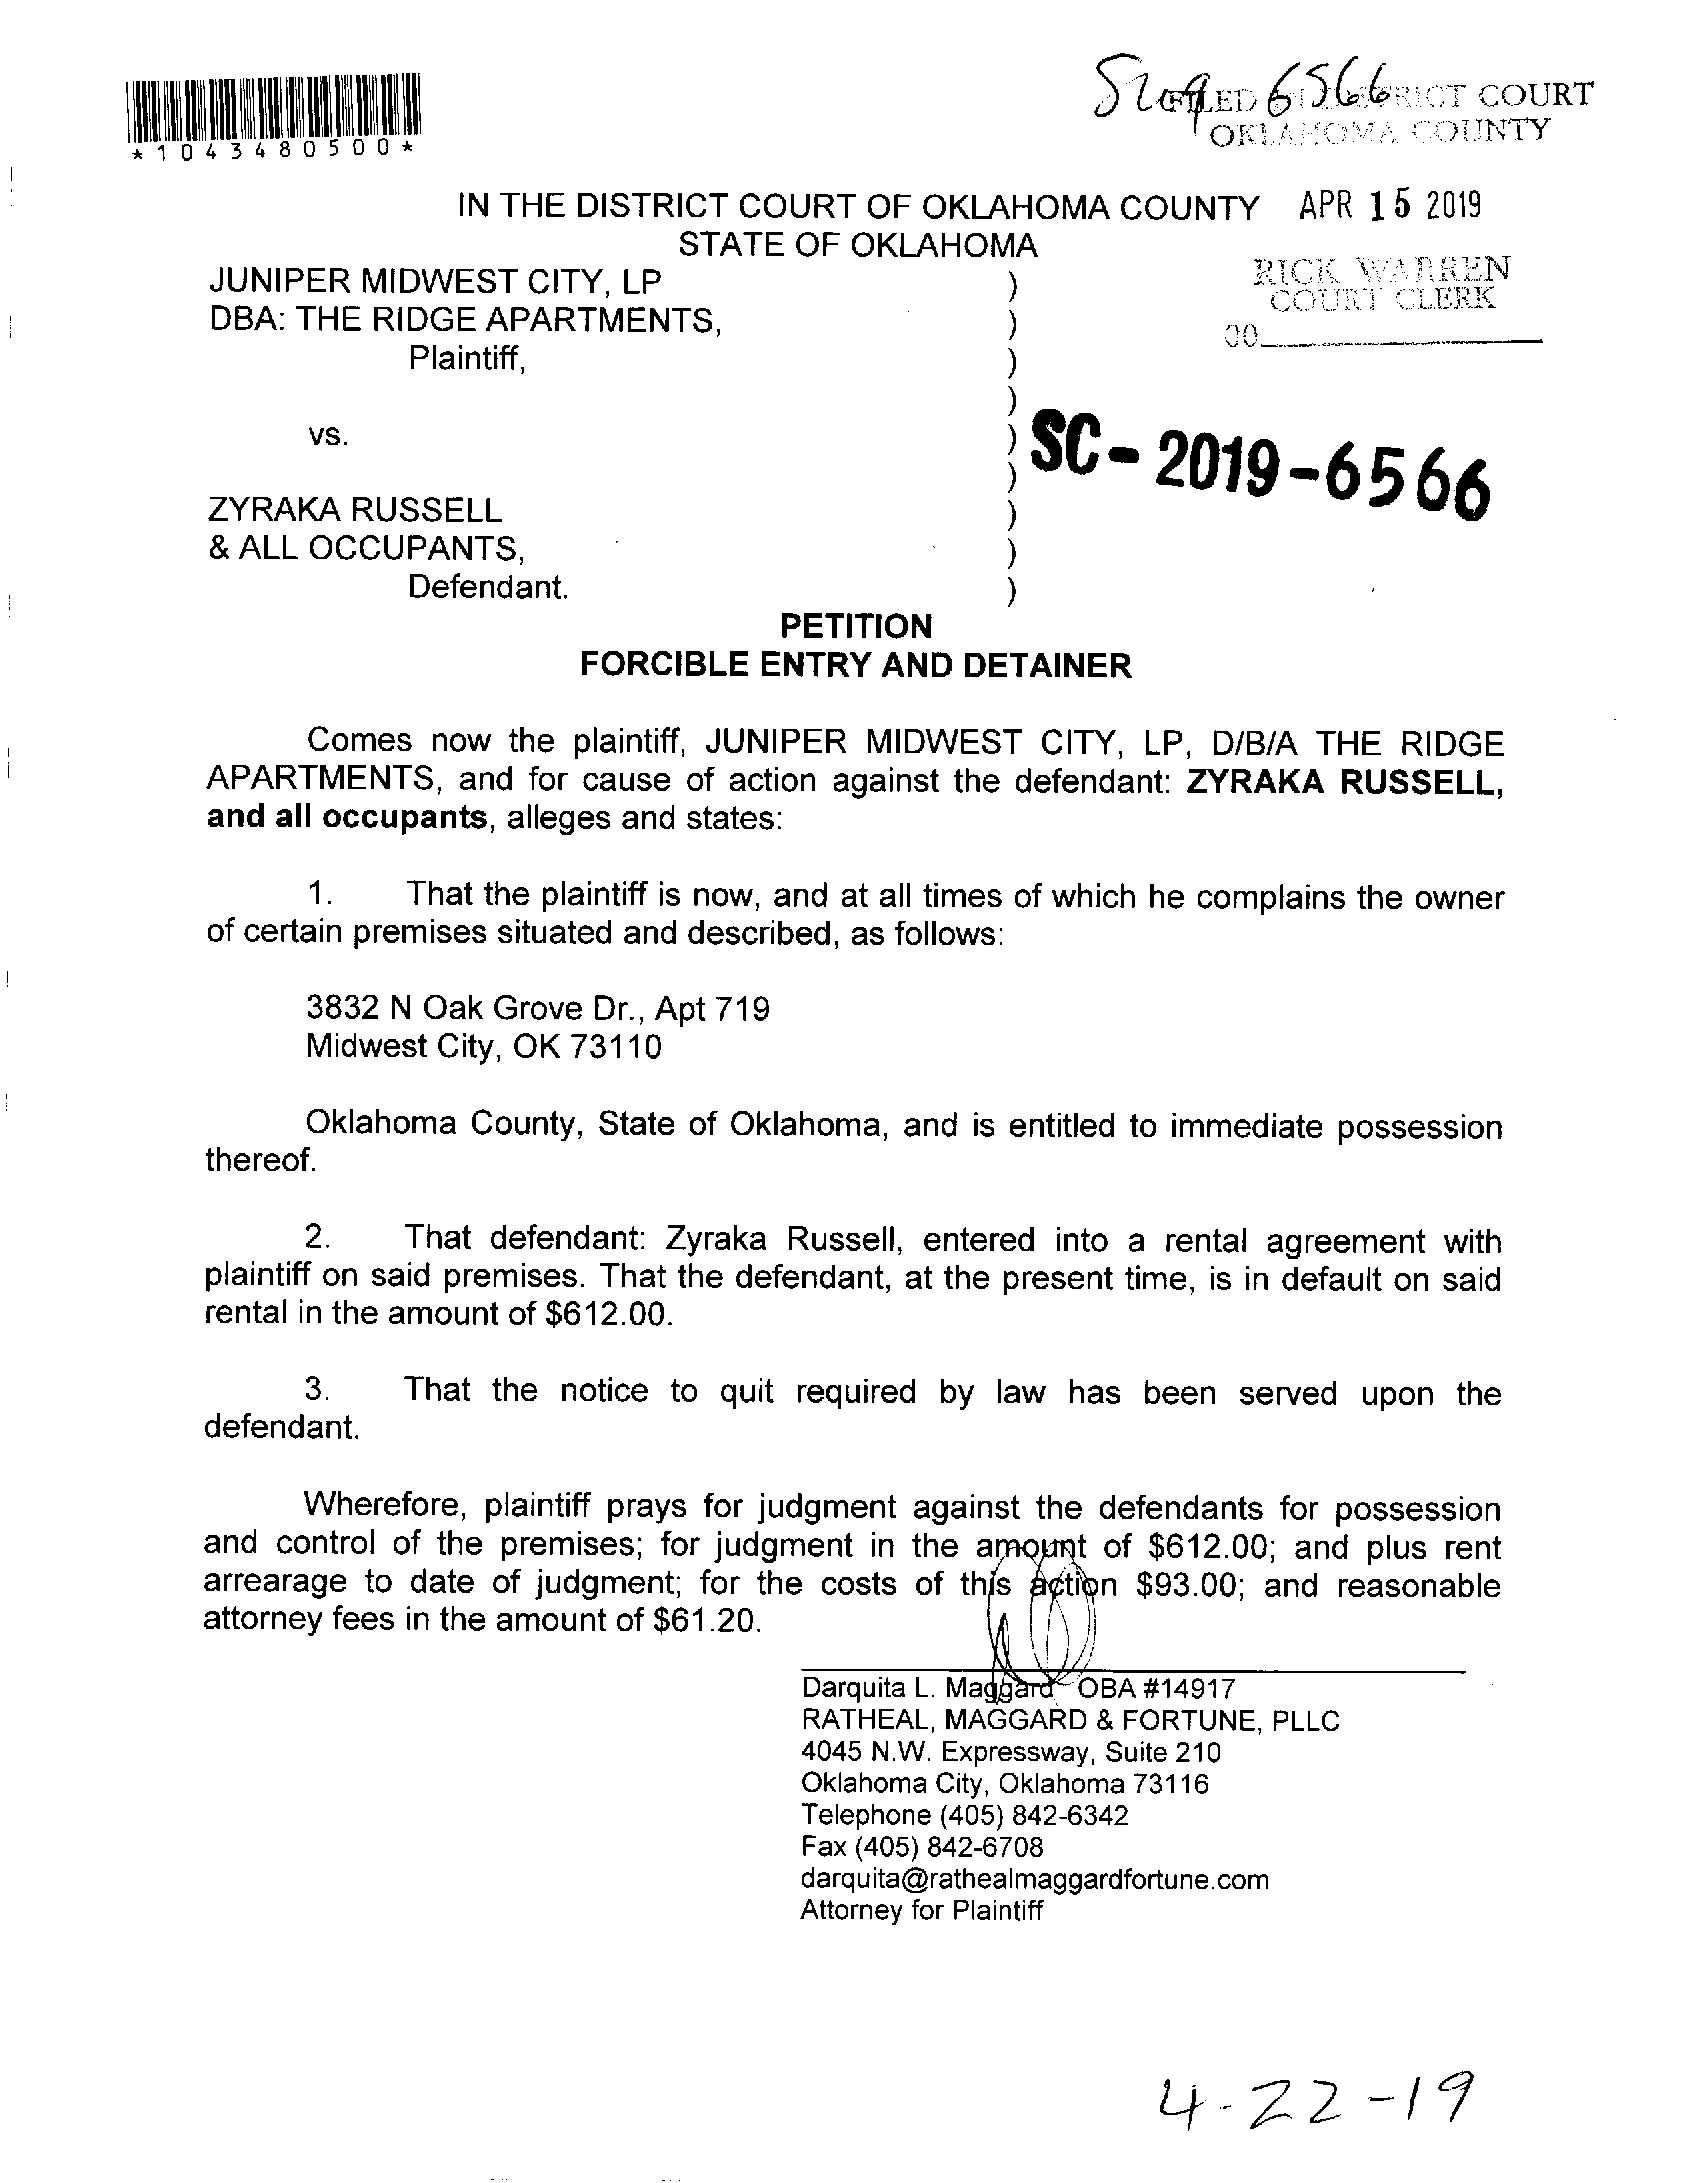 FILED DISTRICT COURT
OKLAHOMA COUNTY
6566
*1043480500*
IN THE DISTRICT COURT OF OKLAHOMA COUNTY APR 15 2019
STATE OF OKLAHOMA
JUNIPER MIDWEST CITY, LP )
RICK WARREN
COURT CLERK
DBA: THE RIDGE APARTMENTS, )
Plaintiff, )
)
vs. )
SC-2019-6566
)
ZYRAKA RUSSELL )
& ALL OCCUPANTS, )
Defendant. )
PETITION
FORCIBLE ENTRY AND DETAINER
Comes now the plaintiff, JUNIPER MIDWEST CITY, LP, D/B/A THE RIDGE
APARTMENTS, and for cause of action against the defendant: ZYRAKA RUSSELL,
and all occupants, alleges and states:
1. That the plaintiff is now, and at all times of which he complains the owner
of certain premises situated and described, as follows:
3832 N Oak Grove Dr., Apt 719
Midwest City, OK 73110
Oklahoma County, State of Oklahoma, and is entitled to immediate possession
thereof.
2. That defendant: Zyraka Russell, entered into a rental agreement with
plaintiff on said premises. That the defendant, at the present time, is in default on said
rental in the amount of $612.00.
3. That the notice to quit required by law has been served upon the
defendant.
Wherefore, plaintiff prays for judgment against the defendants for possession
and control of the premises; for judgment in the amount of $612.00; and plus rent
arrearage to date of judgment; for the costs of this action $93.00; and reasonable
attorney fees in the amount of $61.20.
Darquita L. Maggard OBA #14917
RATHEAL, MAGGARD & FORTUNE, PLLC
4045 N.W. Expressway, Suite 210
Oklahoma City, Oklahoma 73116
Telephone (405) 842-6342
Fax (405) 842-6708
darquita@rathealmaggardfortune.com
Attorney for Plaintiff
4-22-19